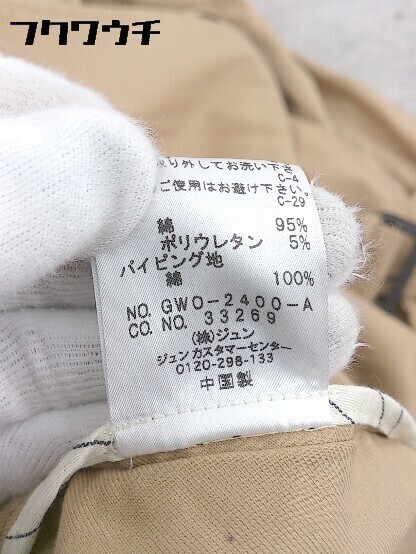 フクワウチ
り外してお洗い下さ
C-4
ご使用はお避け下さい。
C-29
綿 95%
ポリウレタン 5%
パイピング地
綿 100%
NO. GWO-2400-A
CO. NO. 33269
(株)ジュン
ジュンカスタマーセンター
0120-298-133
中国製